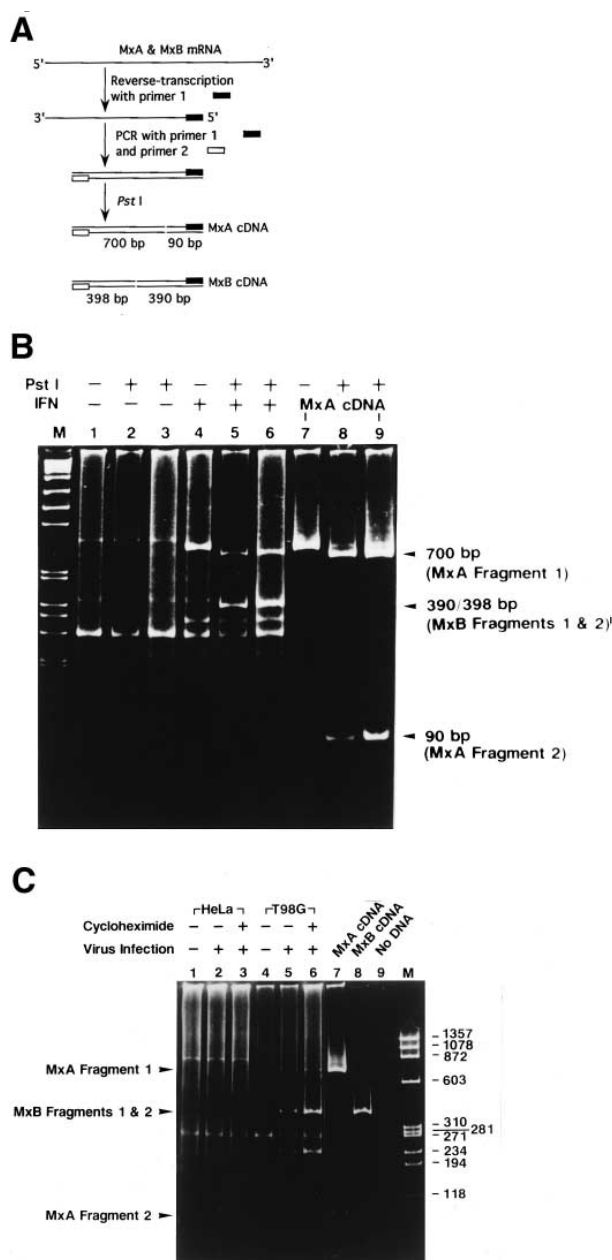 A
MxA & MxB mRNA
5' 3'
Reverse-transcription
with primer 1
3' 5'
PCR with primer 1
and primer 2
Pst I
MxA cDNA
700 bp 90 bp
MxB cDNA
398 bp 390 bp
B
Pst I – + + – + + – + +
IFN – – – + + + MxA cDNA
M 1 2 3 4 5 6 7 8 9
700 bp
(MxA Fragment 1)
390/398 bp
(MxB Fragments 1 & 2)
90 bp
(MxA Fragment 2)
C
HeLa T98G
Cycloheximide – – + – – +
Virus Infection – + + – + +
MxA cDNA
MxB cDNA
No DNA
1 2 3 4 5 6 7 8 9 M
1357
1078
872
MxA Fragment 1
603
MxB Fragments 1 & 2
310
281
271
234
194
118
MxA Fragment 2